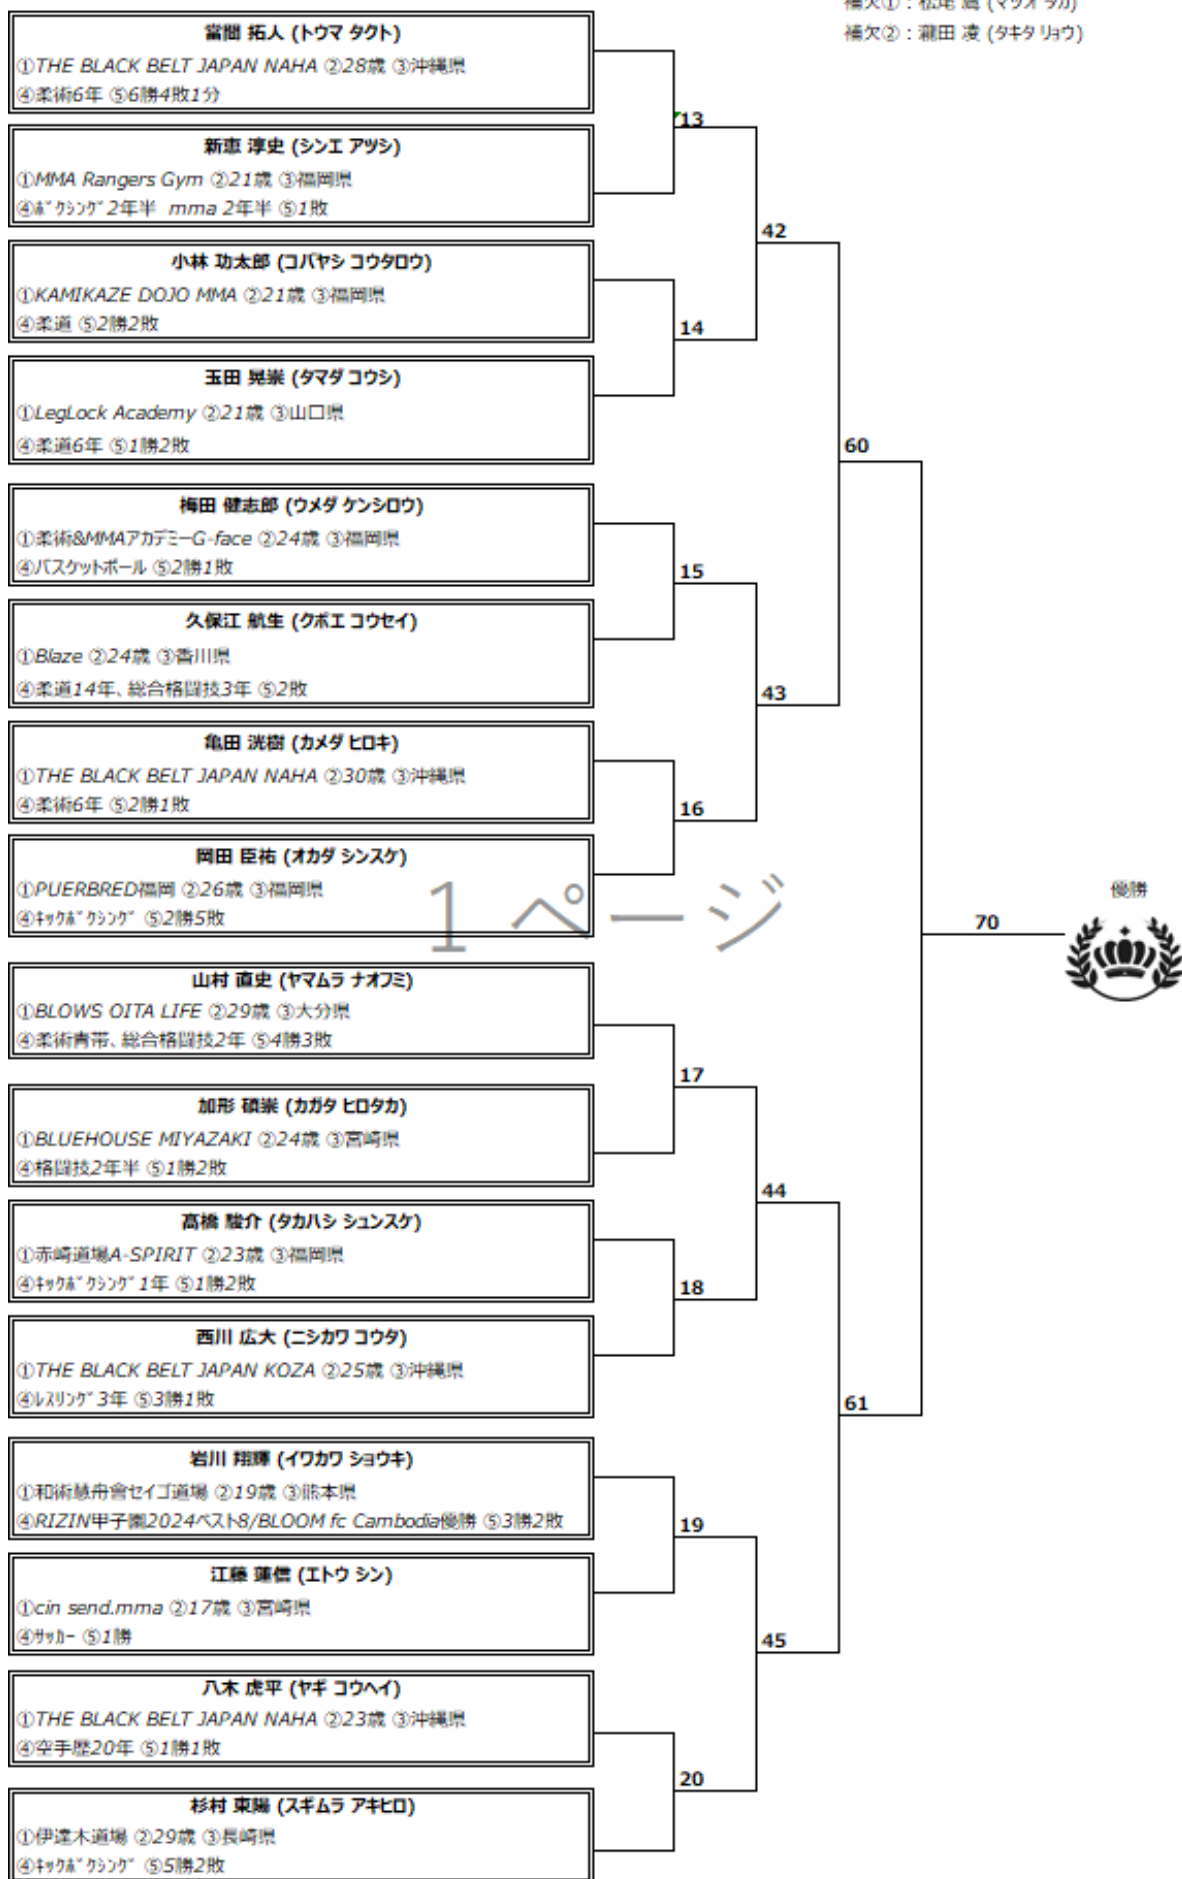 補欠①：松尾 鷹 (マツオ タカ)
補欠②：瀧田 凌 (タキタ リョウ)
當間 拓人 (トウマ タクト)
①THE BLACK BELT JAPAN NAHA ②28歳 ③沖縄県
④柔術6年 ⑤6勝4敗1分
13
新恵 淳史 (シンエ アツシ)
①MMA Rangers Gym ②21歳 ③福岡県
④ﾎﾞｸｼﾝｸﾞ2年半 mma 2年半 ⑤1敗
42
小林 功太郎 (コバヤシ コウタロウ)
①KAMIKAZE DOJO MMA ②21歳 ③福岡県
④柔道 ⑤2勝2敗
14
玉田 晃崇 (タマダ コウシ)
①LegLock Academy ②21歳 ③山口県
④柔道6年 ⑤1勝2敗
60
梅田 健志郎 (ウメダ ケンシロウ)
①柔術&MMAアカデミーG-face ②24歳 ③福岡県
④バスケットボール ⑤2勝1敗
15
久保江 航生 (クボエ コウセイ)
①Blaze ②24歳 ③香川県
④柔道14年、総合格闘技3年 ⑤2敗
43
亀田 洸樹 (カメダ ヒロキ)
①THE BLACK BELT JAPAN NAHA ②30歳 ③沖縄県
④柔術6年 ⑤2勝1敗
16
岡田 臣祐 (オカダ シンスケ)
①PUERBRED福岡 ②26歳 ③福岡県
④ｷｯｸﾎﾞｸｼﾝｸﾞ ⑤2勝5敗
1 ページ
優勝
70
山村 直史 (ヤマムラ ナオフミ)
①BLOWS OITA LIFE ②29歳 ③大分県
④柔術青帯、総合格闘技2年 ⑤4勝3敗
17
加形 碩崇 (カガタ ヒロタカ)
①BLUEHOUSE MIYAZAKI ②24歳 ③宮崎県
④格闘技2年半 ⑤1勝2敗
44
髙橋 駿介 (タカハシ シュンスケ)
①赤崎道場A-SPIRIT ②23歳 ③福岡県
④ｷｯｸﾎﾞｸｼﾝｸﾞ1年 ⑤1勝2敗
18
西川 広大 (ニシカワ コウタ)
①THE BLACK BELT JAPAN KOZA ②25歳 ③沖縄県
④ﾚｽﾘﾝｸﾞ3年 ⑤3勝1敗
61
岩川 翔輝 (イワカワ ショウキ)
①和術慧舟會セイゴ道場 ②19歳 ③熊本県
④RIZIN甲子園2024ベスト8/BLOOM fc Cambodia優勝 ⑤3勝2敗
19
江藤 蓮信 (エトウ シン)
①cin send.mma ②17歳 ③宮崎県
④ｻｯｶｰ ⑤1勝
45
八木 虎平 (ヤギ コウヘイ)
①THE BLACK BELT JAPAN NAHA ②23歳 ③沖縄県
④空手歴20年 ⑤1勝1敗
20
杉村 東陽 (スギムラ アキヒロ)
①伊達木道場 ②29歳 ③長崎県
④ｷｯｸﾎﾞｸｼﾝｸﾞ ⑤5勝2敗